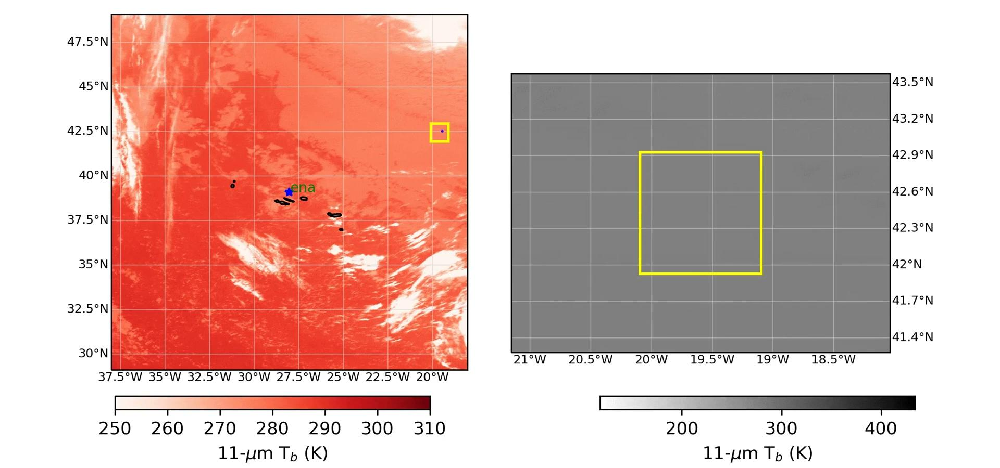 47.5°N
45°N
42.5°N
40°N
37.5°N
35°N
32.5°N
30°N
37.5°W 35°W 32.5°W 30°W 27.5°W 25°W 22.5°W 20°W
ena
250 260 270 280 290 300 310
11-μm T_b (K)
43.5°N
43.2°N
42.9°N
42.6°N
42.3°N
42°N
41.7°N
41.4°N
21°W 20.5°W 20°W 19.5°W 19°W 18.5°W
200 300 400
11-μm T_b (K)